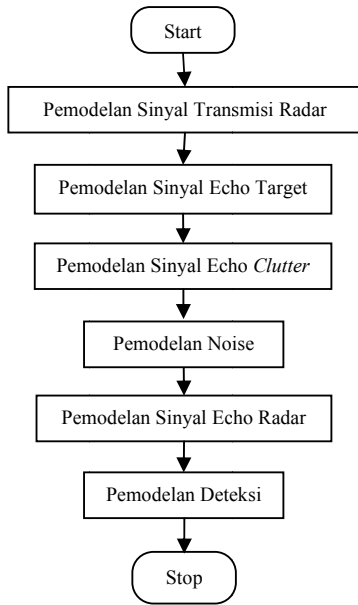 Start
Pemodelan Sinyal Transmisi Radar
Pemodelan Sinyal Echo Target
Pemodelan Sinyal Echo Clutter
Pemodelan Noise
Pemodelan Sinyal Echo Radar
Pemodelan Deteksi
Stop